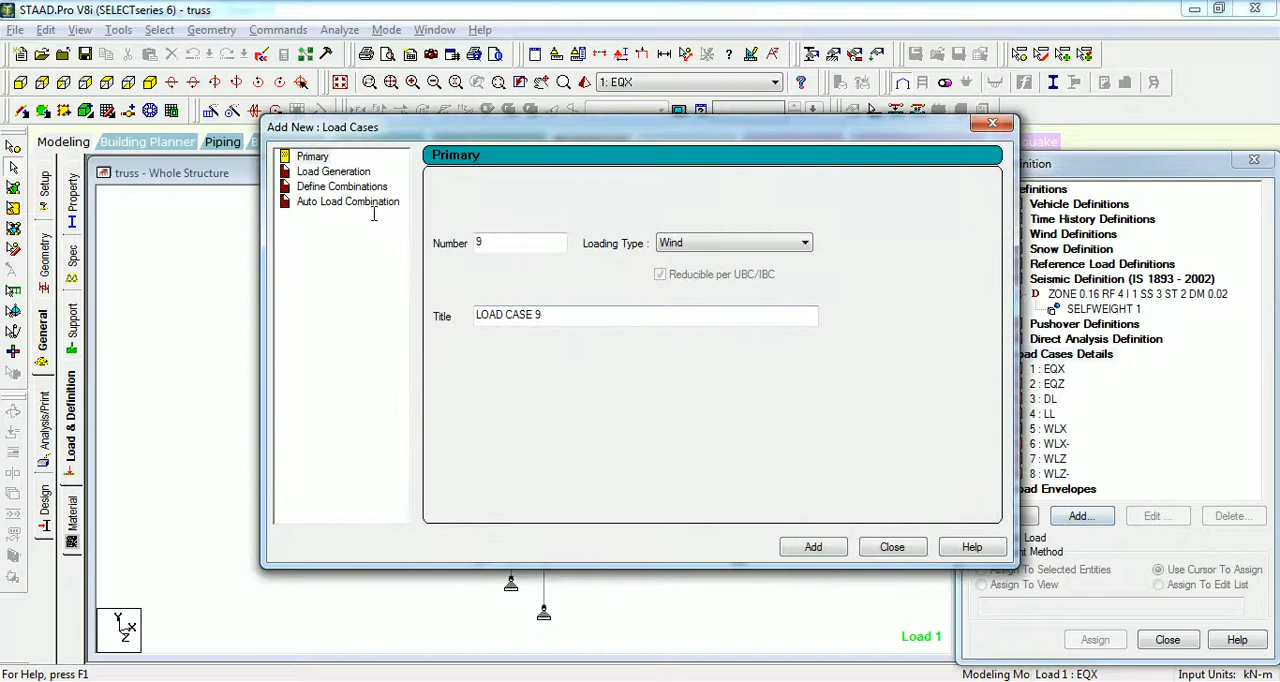 STAAD.Pro V8i (SELECTseries 6) - truss
File Edit View Tools Select Geometry Commands Analyze Mode Window Help
1: EQX
Modeling Building Planner Piping
truss - Whole Structure
Setup
Geometry
General
Analysis/Print
Design
Property
Spec
Support
Load & Definition
Material
Add New : Load Cases
Primary
Load Generation
Define Combinations
Auto Load Combination
Primary
Number 9 Loading Type : Wind
Reducible per UBC/IBC
Title LOAD CASE 9
Add Close Help
Y
X
Z
Load 1
Vehicle Definitions
Time History Definitions
Wind Definitions
Snow Definition
Reference Load Definitions
Seismic Definition (IS 1893 - 2002)
ZONE 0.16 RF 4 I 1 SS 3 ST 2 DM 0.02
SELFWEIGHT 1
Pushover Definitions
Direct Analysis Definition
1 : EQX
2 : EQZ
3 : DL
4 : LL
5 : WLX
6 : WLX-
7 : WLZ
8 : WLZ-
Add... Edit ... Delete...
Load
Method
Assign To Selected Entities Use Cursor To Assign
Assign To View Assign To Edit List
Assign Close Help
For Help, press F1
Modeling Mo Load 1 : EQX Input Units: kN-m